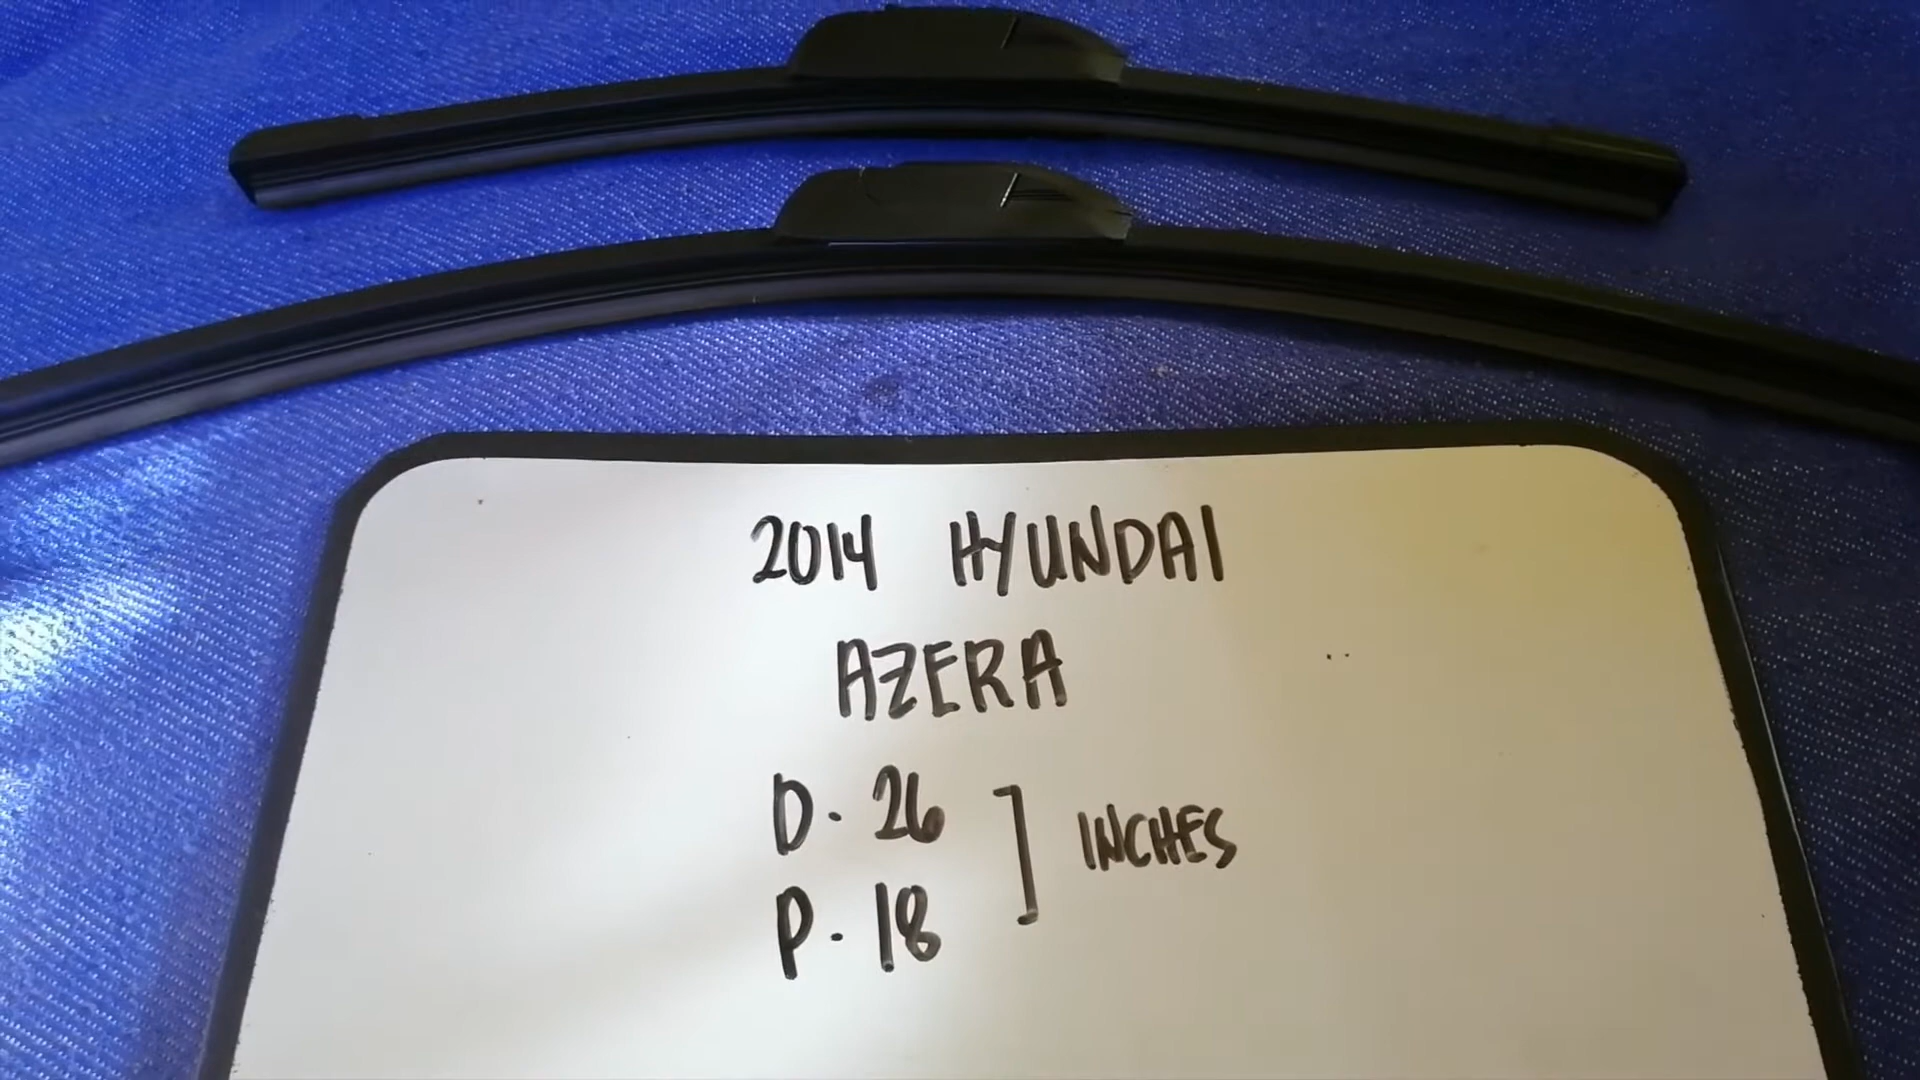 2014 HYUNDAI
AZERA
D. 26
P. 18
] INCHES